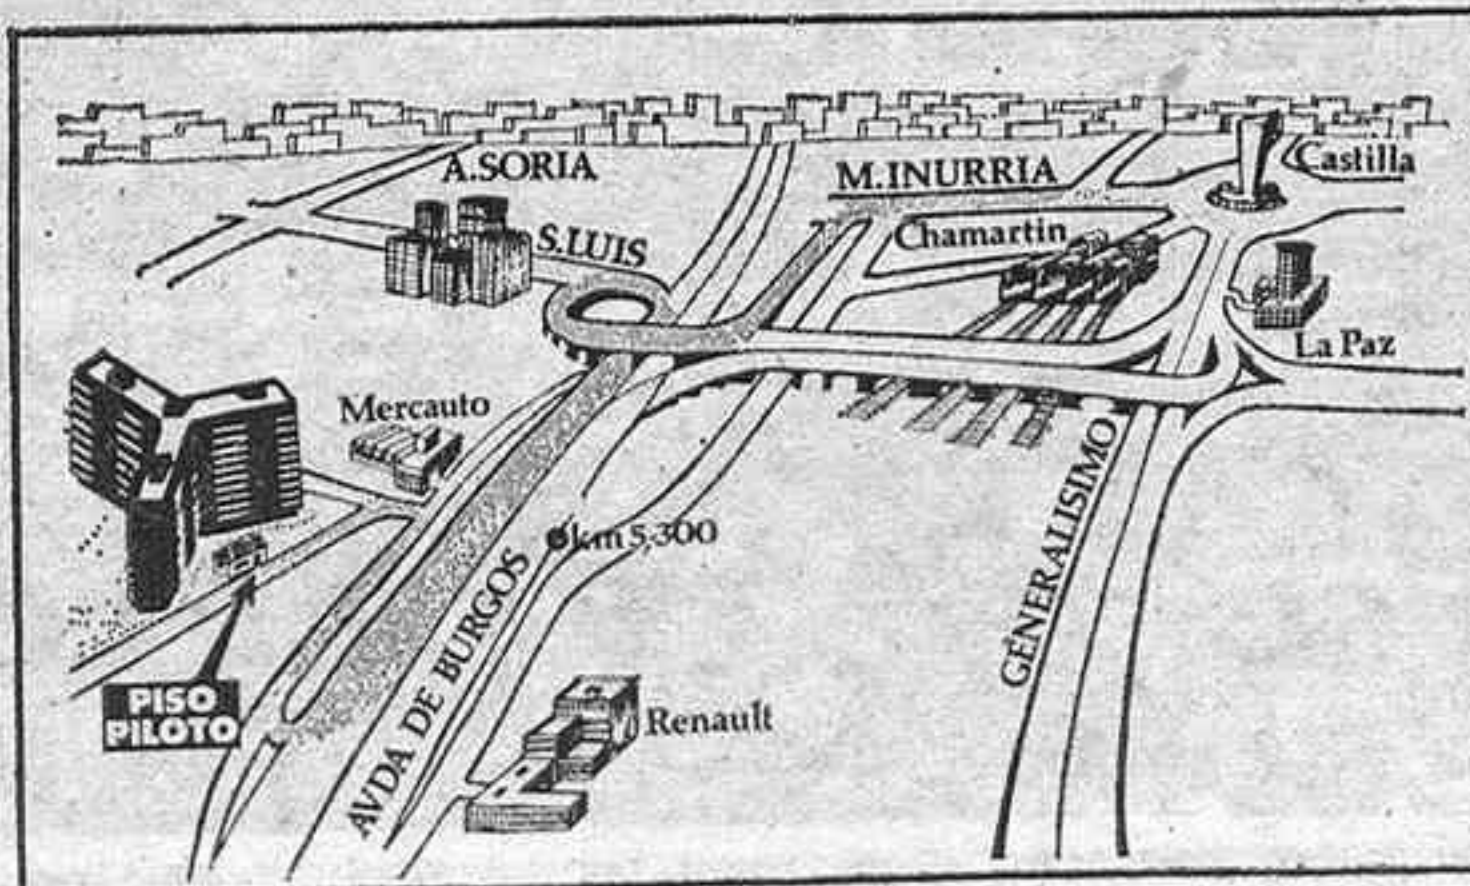 A.SORIA
M.INURRIA
Castilla
S.LUIS
Chamartin
La Paz
Mercauto
km 5,300
GENERALISIMO
AVDA DE BURGOS
PISO
PILOTO
Renault